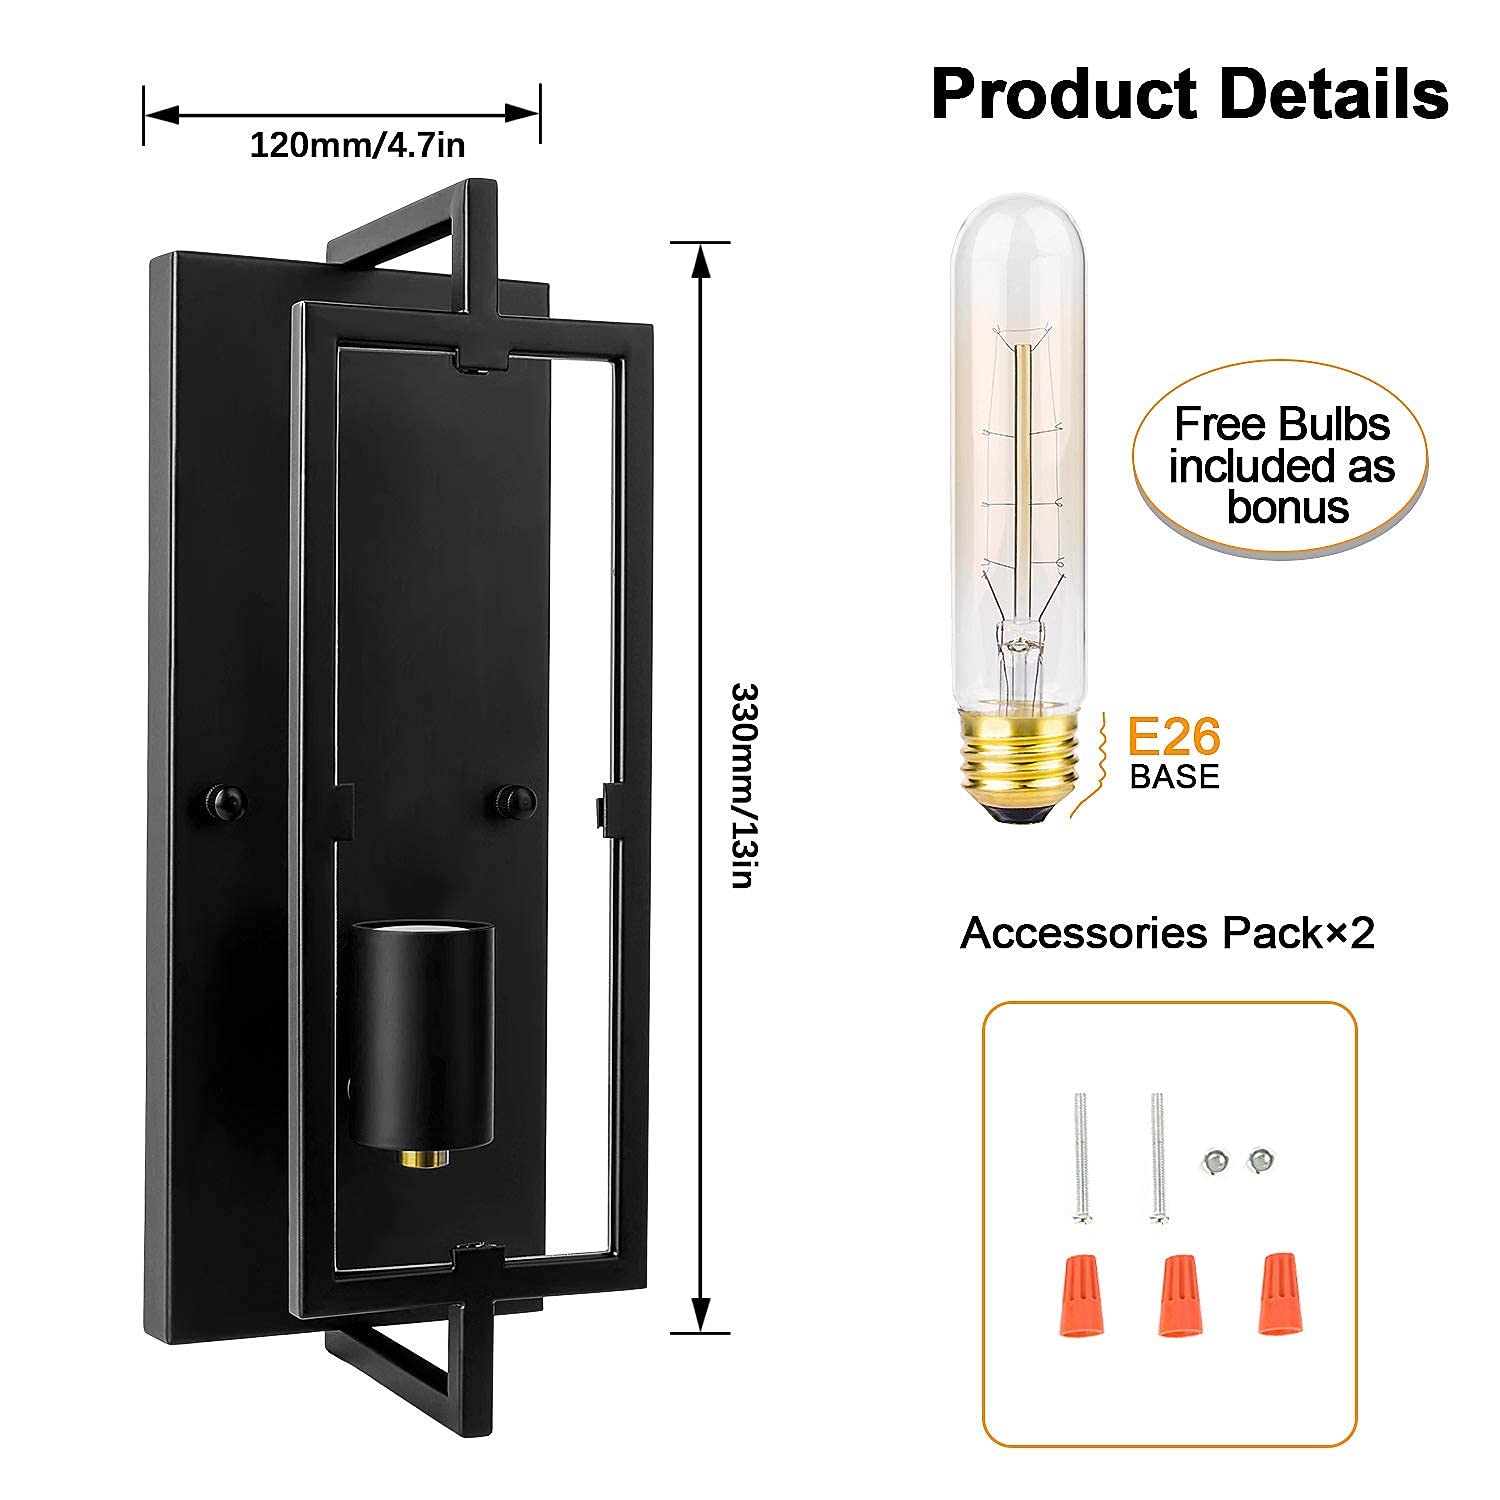 Product Details
120mm/4.7in
330mm/13in
Free Bulbs
included as
bonus
E26
BASE
Accessories Pack×2